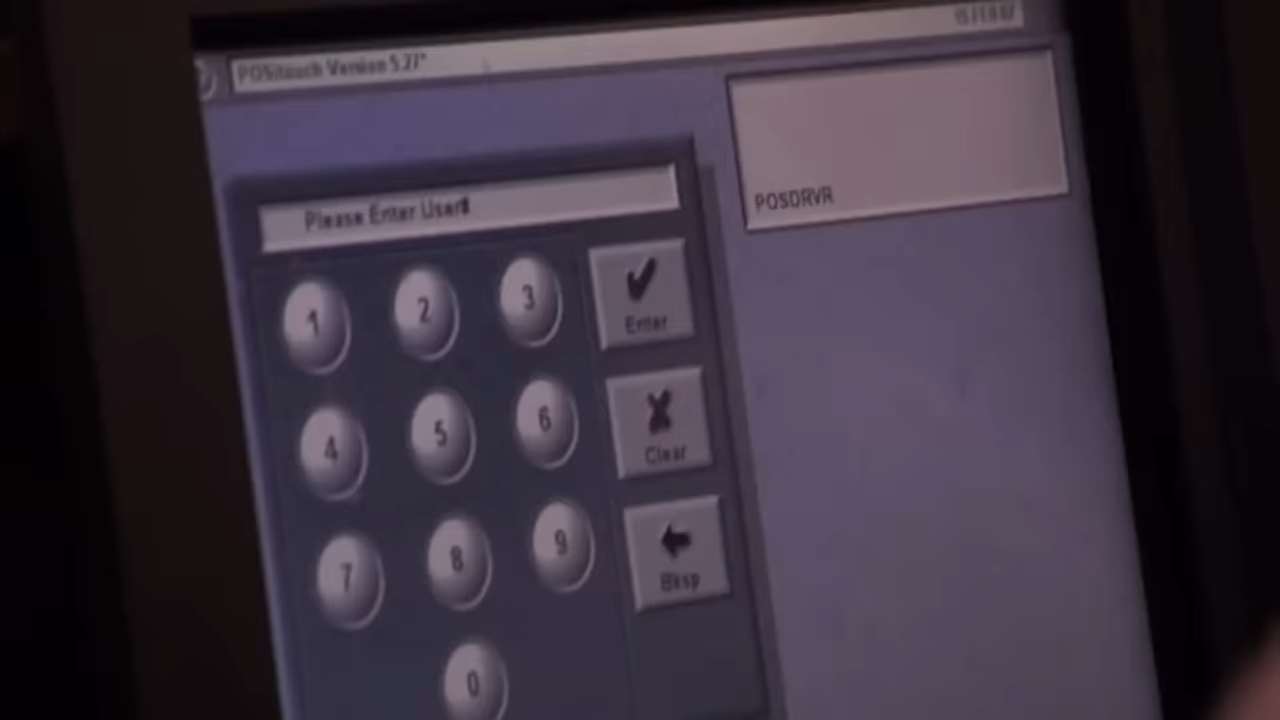 POSitouch Version 5.27*
POSDRVR
Please Enter User#
1 2 3 Enter
4 5 6 Clear
7 8 9 Bksp
0